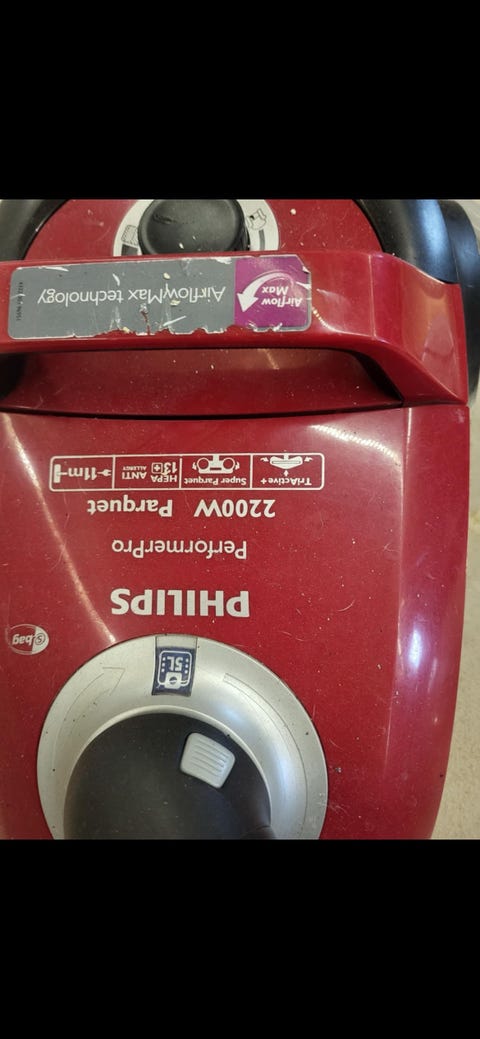 PHILIPS
PerformerPro
2200W Parquet
TriActive+
Super Parquet
HEPA ANTI
13 ALLERGY
11m
Airflow
Max
AirflowMax technology
5L
s-bag